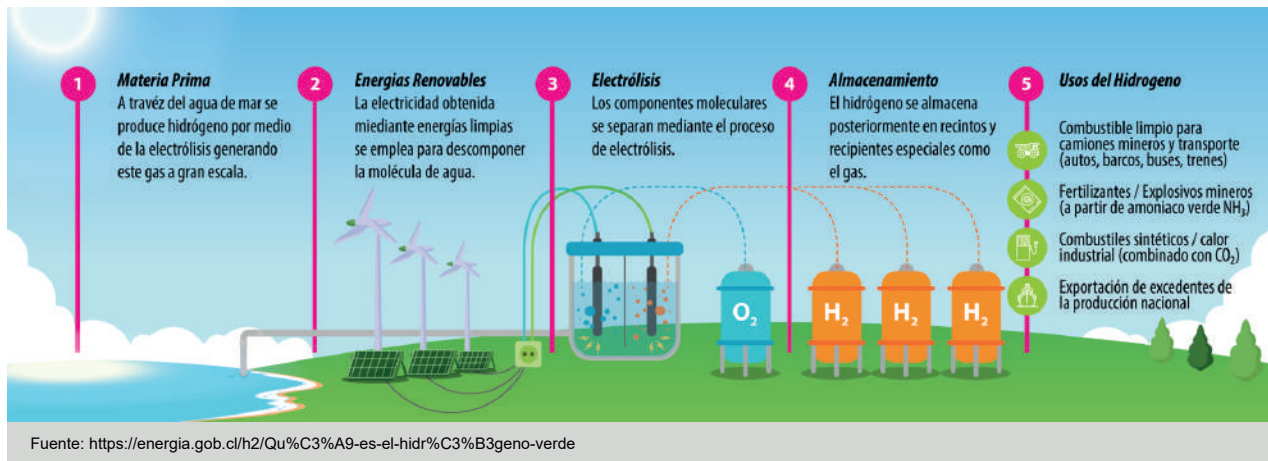 1
Materia Prima
A travéz del agua de mar se
produce hidrógeno por medio
de la electrólisis generando
este gas a gran escala.
2
Energías Renovables
La electricidad obtenida
miediante energías limpias
se emplea para descomponer
la molécula de agua.
3
Electrólisis
Los componentes moleculares
se separan mediante el proceso
de electrólisis.
4
Almacenamiento
El hidrógeno se almacena
posteriormente en recintos y
recipientes especiales como
el gas.
5
Usos del Hidrogeno
Combustible limpio para
camiones mineros y transporte
(autos, barcos, buses, trenes)
Fertilizantes / Explosivos mineros
(a partir de amoniaco verde NH₃)
Combustiles sintéticos / calor
industrial (combinado con CO₂)
Exportación de excedentes de
la producción nacional
O₂
H₂
H₂
H₂
Fuente: https://energia.gob.cl/h2/Qu%C3%A9-es-el-hidr%C3%B3geno-verde